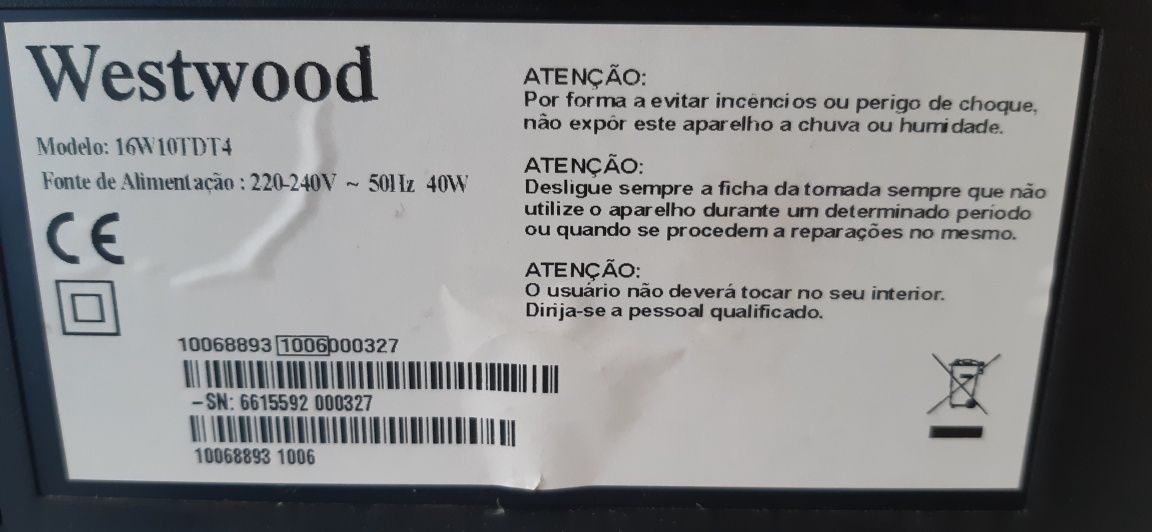 Westwood
Modelo: 16W10TDT4
Fonte de Alimentação : 220-240V ~ 50Hz 40W
CE
ATENÇÃO:
Por forma a evitar incêncios ou perigo de choque,
não expôr este aparelho a chuva ou humidade.
ATENÇÃO:
Desligue sempre a ficha da tomada sempre que não
utilize o aparelho durante um determinado período
ou quando se procedem a reparações no mesmo.
ATENÇÃO:
O usuário não deverá tocar no seu interior.
Dirija-se a pessoal qualificado.
10068893 1006000327
-SN: 6615592 000327
10068893 1006